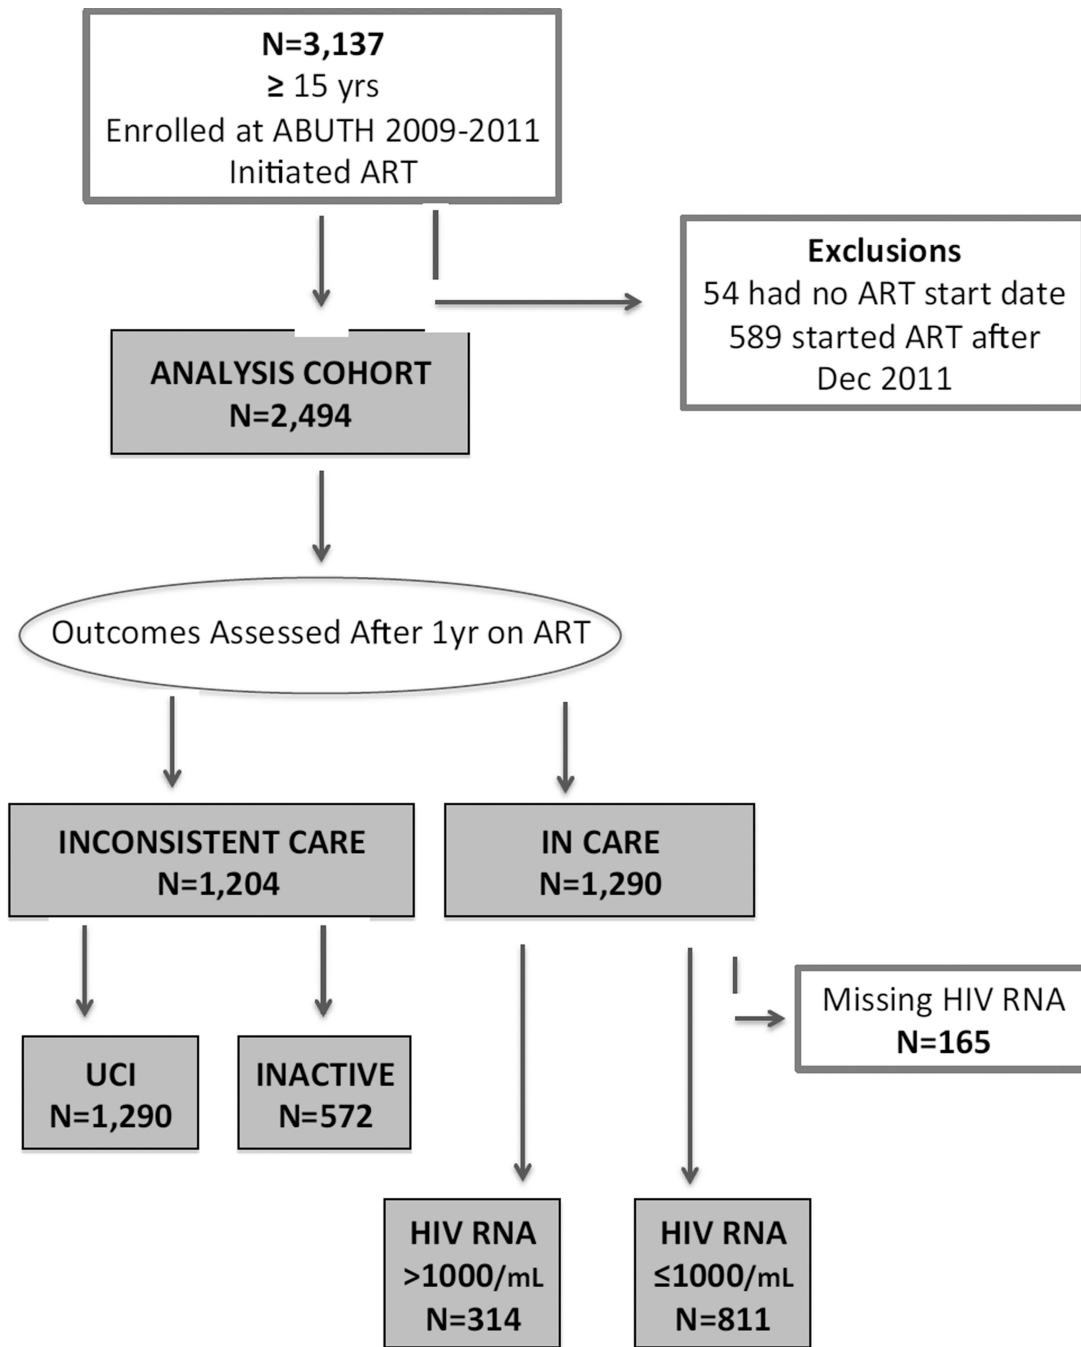 N=3,137
≥ 15 yrs
Enrolled at ABUTH 2009-2011
Initiated ART
Exclusions
54 had no ART start date
589 started ART after
Dec 2011
ANALYSIS COHORT
N=2,494
Outcomes Assessed After 1yr on ART
INCONSISTENT CARE
N=1,204
IN CARE
N=1,290
Missing HIV RNA
N=165
UCI
N=1,290
INACTIVE
N=572
HIV RNA
>1000/mL
N=314
HIV RNA
≤1000/mL
N=811